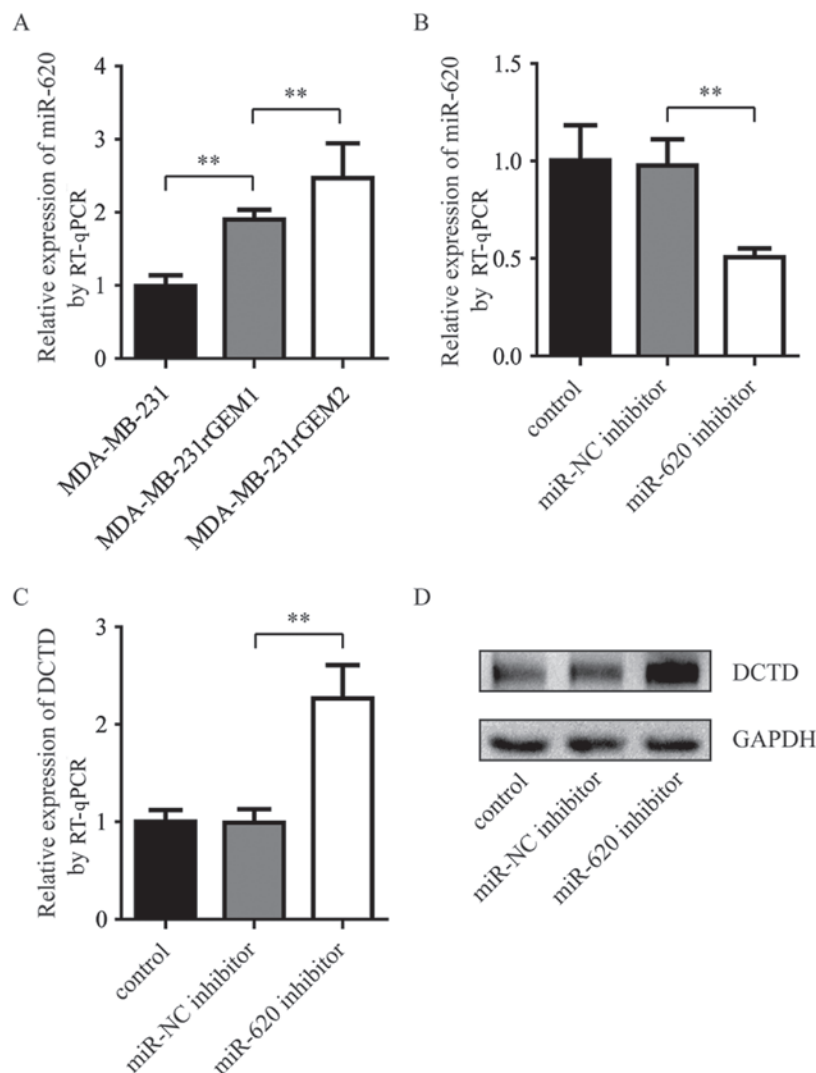 A
Relative expression of miR-620
by RT-qPCR
4
3
2
1
0
**
**
MDA-MB-231
MDA-MB-231rGEM1
MDA-MB-231rGEM2
B
Relative expression of miR-620
by RT-qPCR
1.5
1.0
0.5
0.0
**
control
miR-NC inhibitor
miR-620 inhibitor
C
Relative expression of DCTD
by RT-qPCR
3
2
1
0
**
control
miR-NC inhibitor
miR-620 inhibitor
D
DCTD
GAPDH
control
miR-NC inhibitor
miR-620 inhibitor